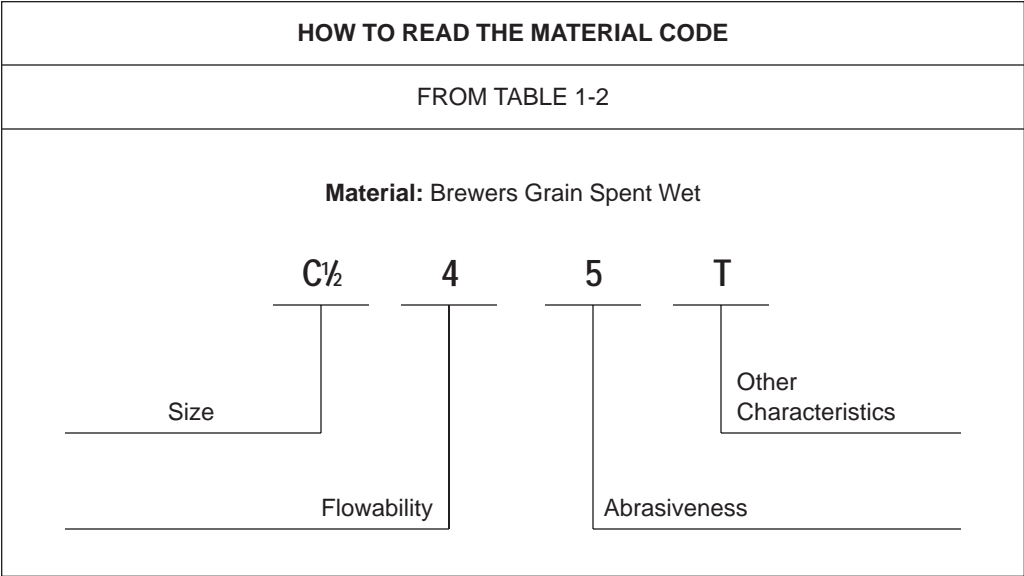 HOW TO READ THE MATERIAL CODE
FROM TABLE 1-2
Material: Brewers Grain Spent Wet
C½ 4 5 T
Other
Size Characteristics
Flowability Abrasiveness